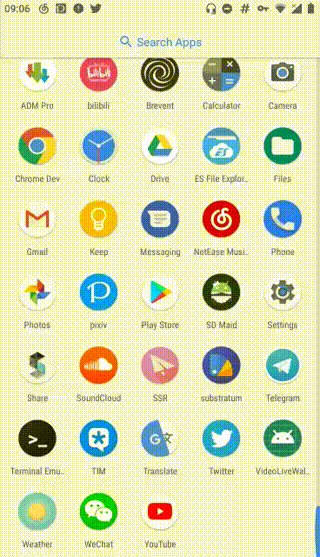 09:06
Search Apps
ADM Pro bilibili Brevent Calculator Camera
Chrome Dev Clock Drive ES File Explor.. Files
Gmail Keep Messaging NetEase Musi.. Phone
Photos pixiv Play Store SD Maid Settings
Share SoundCloud SSR substratum Telegram
Terminal Emu.. TIM Translate Twitter VideoLiveWal..
Weather WeChat YouTube